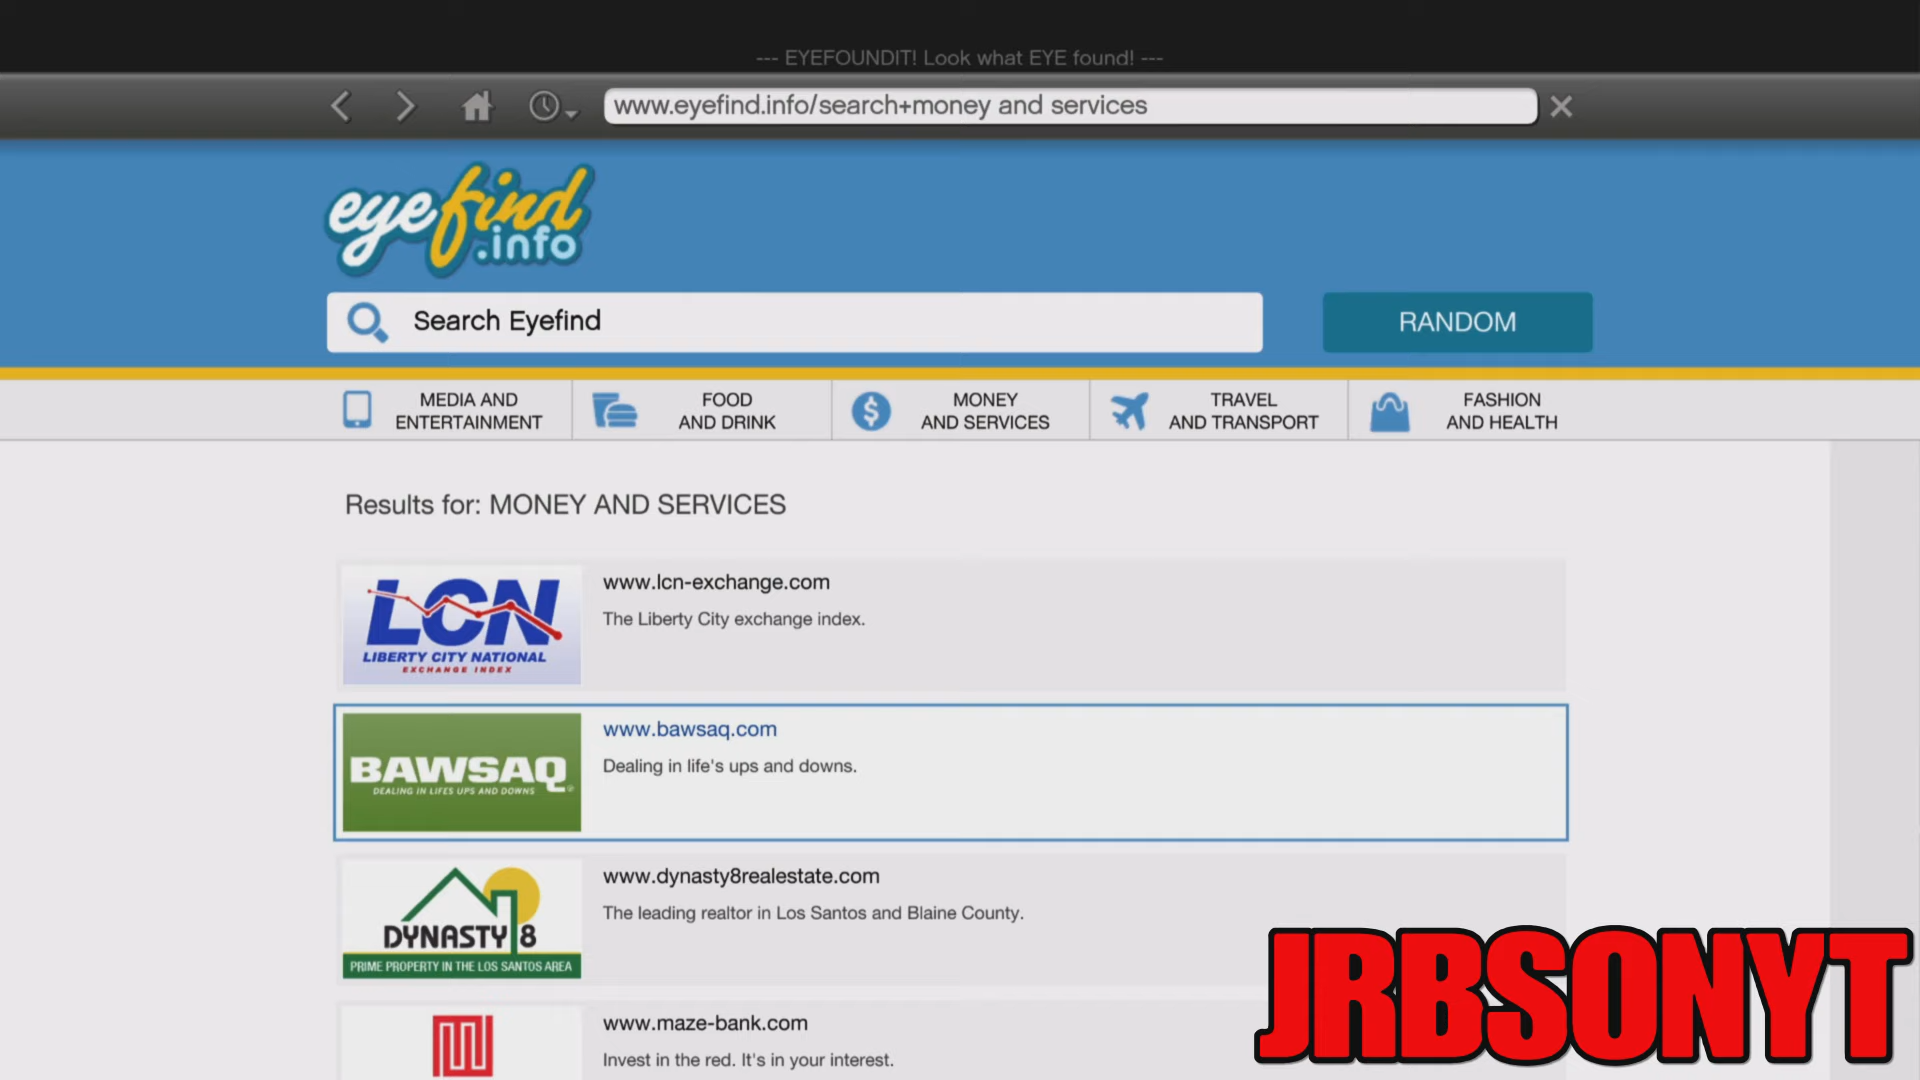 --- EYEFOUNDIT! Look what EYE found! ---
www.eyefind.info/search+money and services
eyefind
.info
Search Eyefind
RANDOM
MEDIA AND
ENTERTAINMENT
FOOD
AND DRINK
MONEY
AND SERVICES
TRAVEL
AND TRANSPORT
FASHION
AND HEALTH
Results for: MONEY AND SERVICES
LCN
LIBERTY CITY NATIONAL
EXCHANGE INDEX
www.lcn-exchange.com
The Liberty City exchange index.
BAWSAQ
DEALING IN LIFES UPS AND DOWNS
www.bawsaq.com
Dealing in life's ups and downs.
DYNASTY 8
PRIME PROPERTY IN THE LOS SANTOS AREA
www.dynasty8realestate.com
The leading realtor in Los Santos and Blaine County.
www.maze-bank.com
Invest in the red. It's in your interest.
JRBSONYT